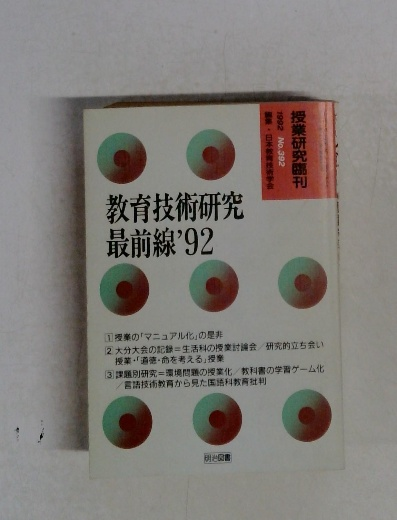 授業研究臨刊
1992 No.392
編集・日本教育技術学会
教育技術研究
最前線'92
1 授業の「マニュアル化」の是非
2 大分大会の記録=生活科の授業討論会/研究的立ち会い
授業・「道徳・命を考える」授業
3 課題別研究=環境問題の授業化/教科書の学習ゲーム化
/言語技術教育から見た国語科教育批判
明治図書